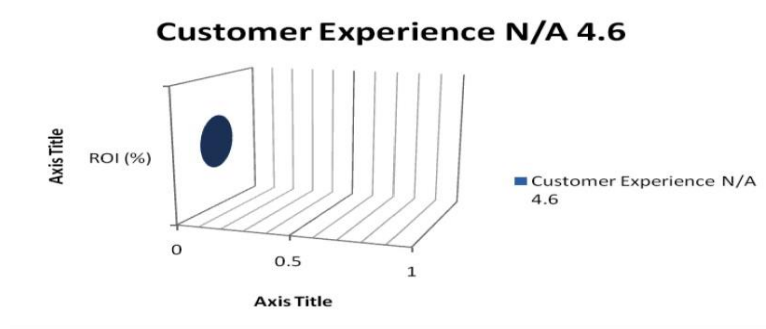 Customer Experience N/A 4.6
Axis Title
ROI (%)
0
0.5
1
Axis Title
Customer Experience N/A
4.6